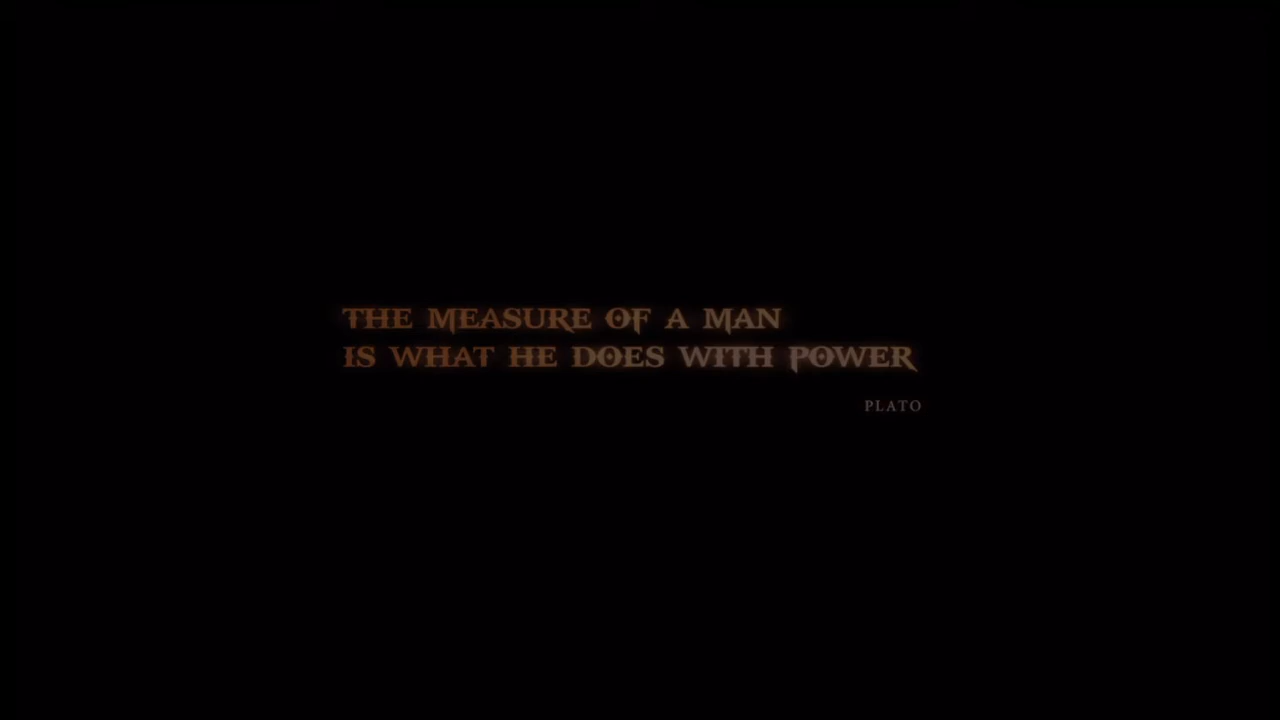 THE MEASURE OF A MAN
IS WHAT HE DOES WITH POWER
PLATO